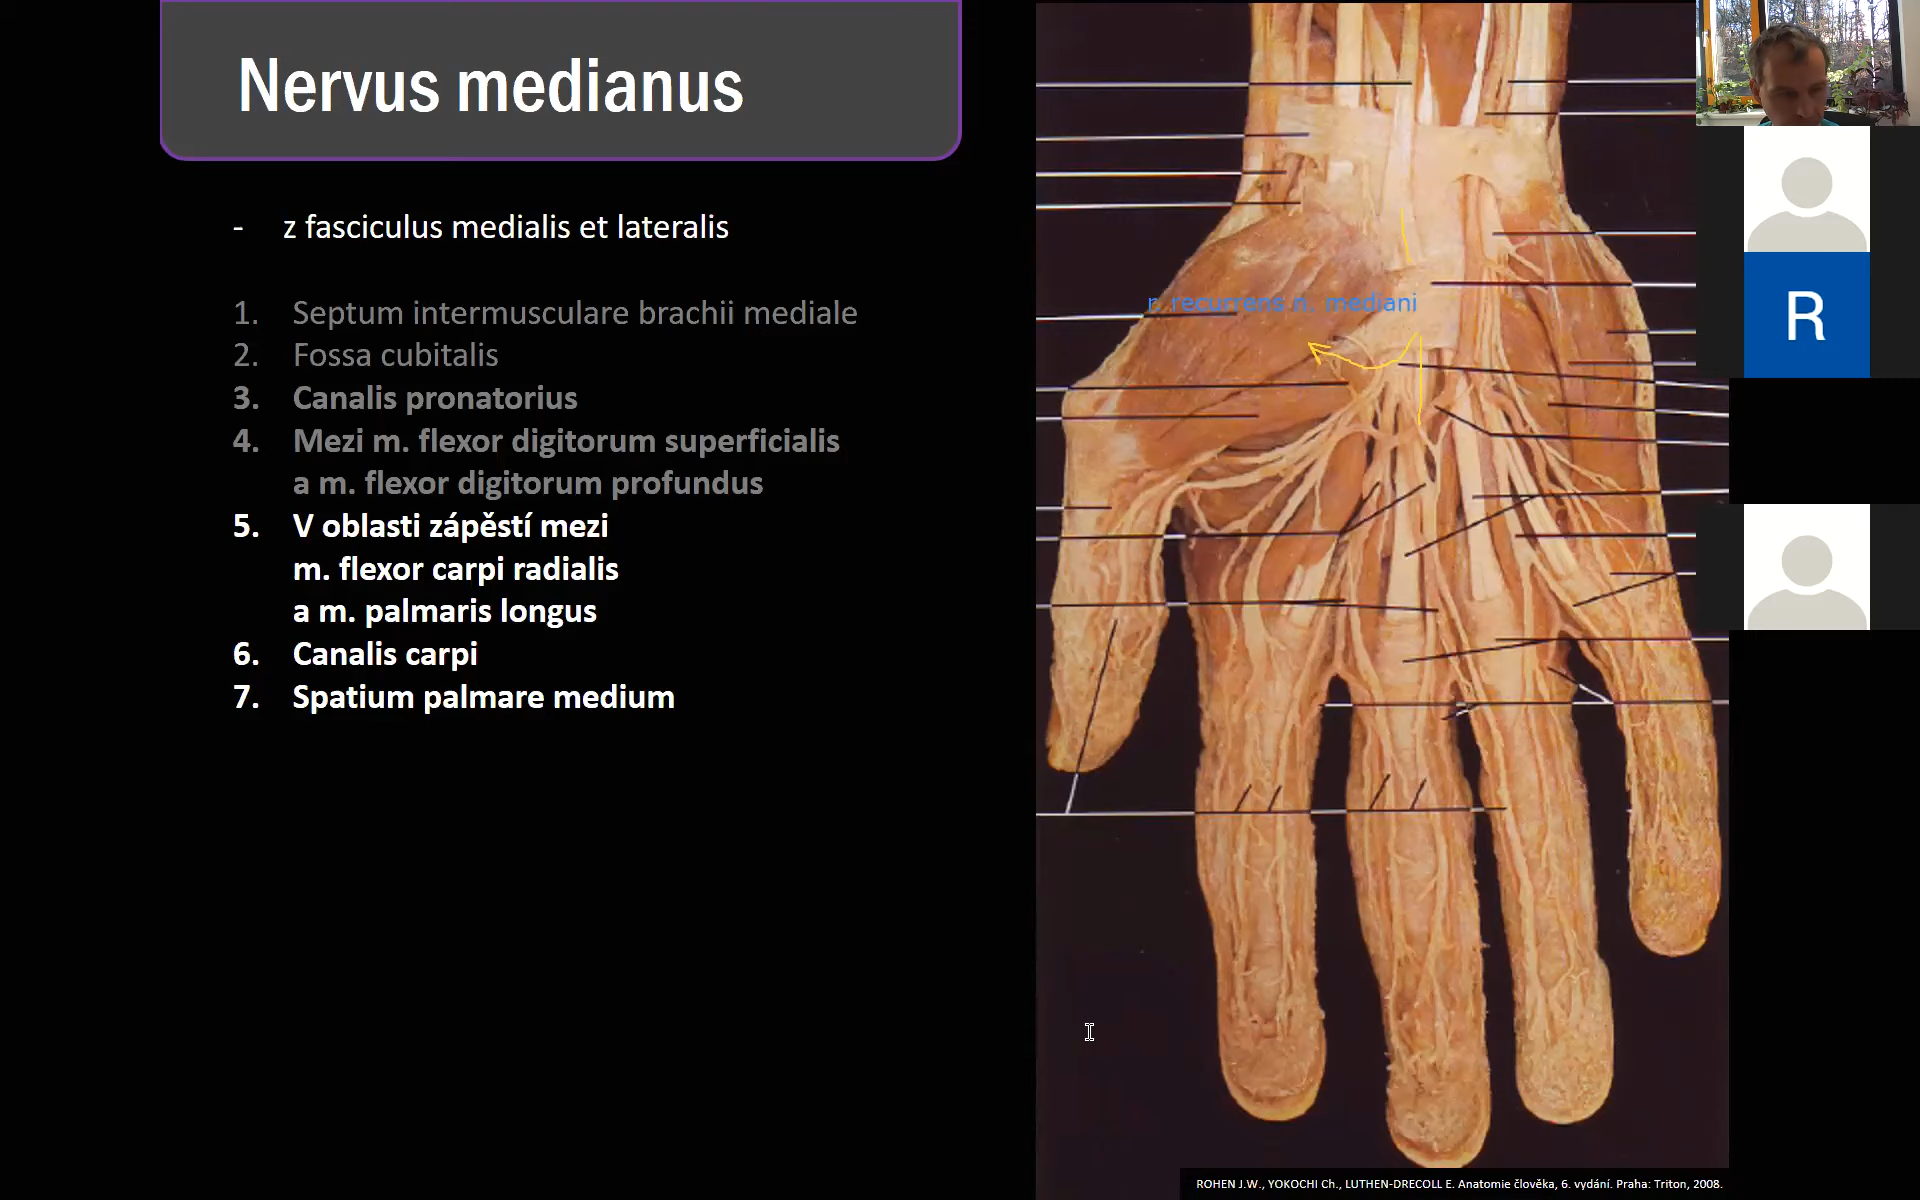 Nervus medianus
- z fasciculus medialis et lateralis
1. Septum intermusculare brachii mediale
2. Fossa cubitalis
3. Canalis pronatorius
4. Mezi m. flexor digitorum superficialis
a m. flexor digitorum profundus
5. V oblasti zápěstí mezi
m. flexor carpi radialis
a m. palmaris longus
6. Canalis carpi
7. Spatium palmare medium
r. recurrens n. mediani
R
ROHEN J.W., YOKOCHI Ch., LUTHEN-DRECOLL E. Anatomie člověka, 6. vydání. Praha: Triton, 2008.